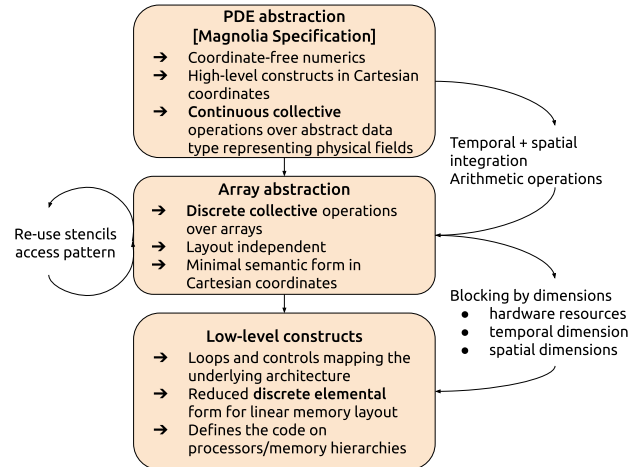 PDE abstraction
[Magnolia Specification]
➔ Coordinate-free numerics
➔ High-level constructs in Cartesian
coordinates
➔ Continuous collective
operations over abstract data
type representing physical fields
Temporal + spatial
integration
Arithmetic operations
Array abstraction
➔ Discrete collective operations
over arrays
➔ Layout independent
➔ Minimal semantic form in
Cartesian coordinates
Re-use stencils
access pattern
Blocking by dimensions
● hardware resources
● temporal dimension
● spatial dimensions
Low-level constructs
➔ Loops and controls mapping the
underlying architecture
➔ Reduced discrete elemental
form for linear memory layout
➔ Defines the code on
processors/memory hierarchies